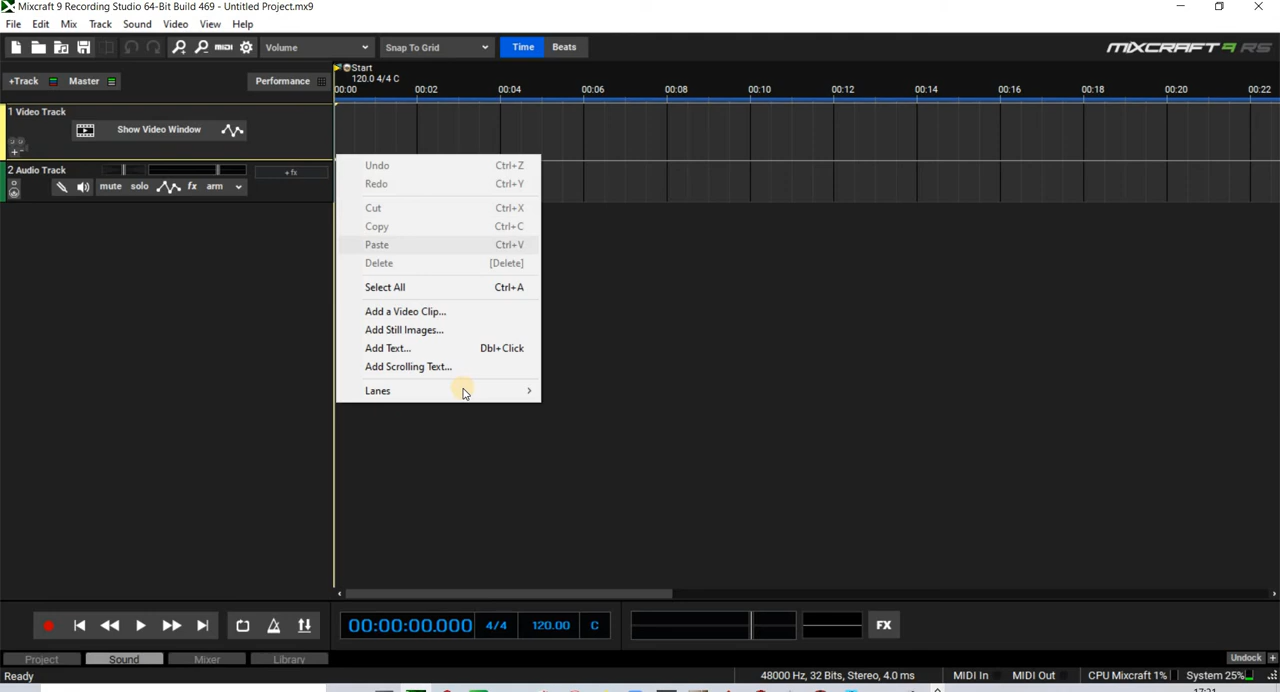 Mixcraft 9 Recording Studio 64-Bit Build 469 - Untitled Project.mx9
File Edit Mix Track Sound Video View Help
MIDI Volume Snap To Grid Time Beats MIXCRAFT 9 RS
Start
120.0 4/4 C
+Track Master Performance
00:00 00:02 00:04 00:06 00:08 00:10 00:12 00:14 00:16 00:18 00:20 00:22
1 Video Track
Show Video Window
2 Audio Track +fx
mute solo fx arm
Undo Ctrl+Z
Redo Ctrl+Y
Cut Ctrl+X
Copy Ctrl+C
Paste Ctrl+V
Delete [Delete]
Select All Ctrl+A
Add a Video Clip...
Add Still Images...
Add Text... Dbl+Click
Add Scrolling Text...
Lanes
00:00:00.000 4/4 120.00 C FX
Project Sound Mixer Library Undock +
Ready 48000 Hz, 32 Bits, Stereo, 4.0 ms MIDI In MIDI Out CPU Mixcraft 1% System 25%